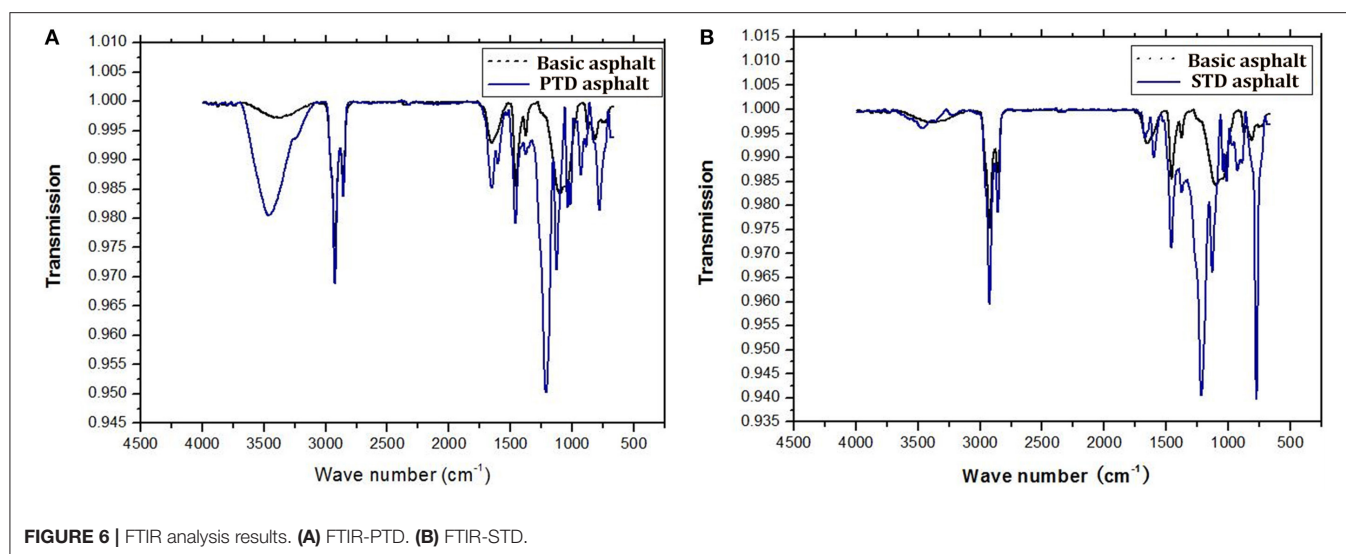 A
1.010
1.005
1.000
0.995
0.990
0.985
0.980
0.975
0.970
0.965
0.960
0.955
0.950
0.945
Transmission
Basic asphalt
PTD asphalt
4500 4000 3500 3000 2500 2000 1500 1000 500
Wave number (cm⁻¹)
B
1.015
1.010
1.005
1.000
0.995
0.990
0.985
0.980
0.975
0.970
0.965
0.960
0.955
0.950
0.945
0.940
0.935
Transmission
Basic asphalt
STD asphalt
4500 4000 3500 3000 2500 2000 1500 1000 500
Wave number (cm⁻¹)
FIGURE 6 | FTIR analysis results. (A) FTIR-PTD. (B) FTIR-STD.